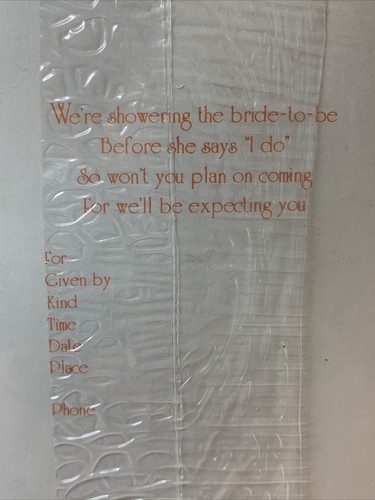 We're showering the bride-to-be
Before she says "I do"
So won't you plan on coming
For we'll be expecting you
For
Given by
Kind
Time
Date
Place
Phone